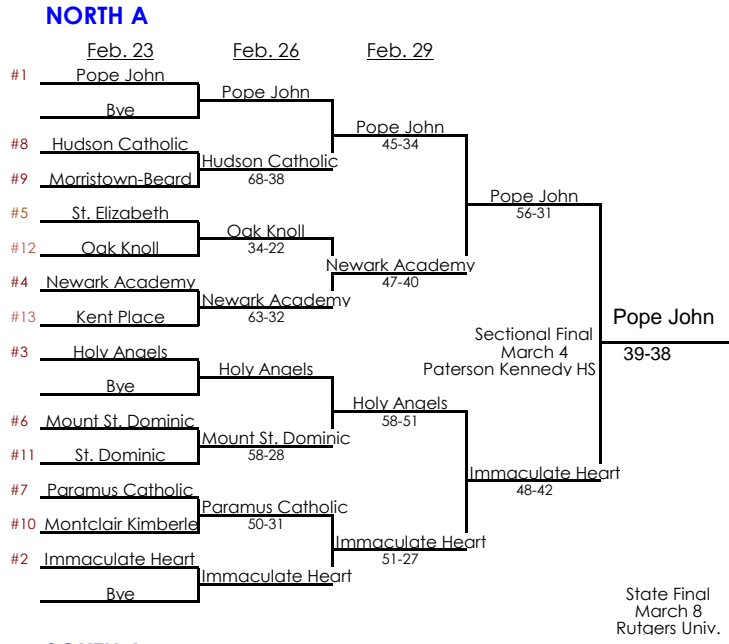 NORTH A
Feb. 23 Feb. 26 Feb. 29
#1 Pope John
Pope John
Bye
Pope John
45-34
#8 Hudson Catholic
Hudson Catholic
68-38
#9 Morristown-Beard
Pope John
56-31
#5 St. Elizabeth
Oak Knoll
34-22
#12 Oak Knoll
Newark Academy
47-40
#4 Newark Academy
Newark Academy
63-32
#13 Kent Place
Pope John
39-38
Sectional Final
March 4
Paterson Kennedy HS
#3 Holy Angels
Holy Angels
Bye
Holy Angels
58-51
#6 Mount St. Dominic
Mount St. Dominic
58-28
#11 St. Dominic
Immaculate Heart
48-42
#7 Paramus Catholic
Paramus Catholic
50-31
#10 Montclair Kimberle
Immaculate Heart
51-27
#2 Immaculate Heart
Immaculate Heart
Bye
State Final
March 8
Rutgers Univ.